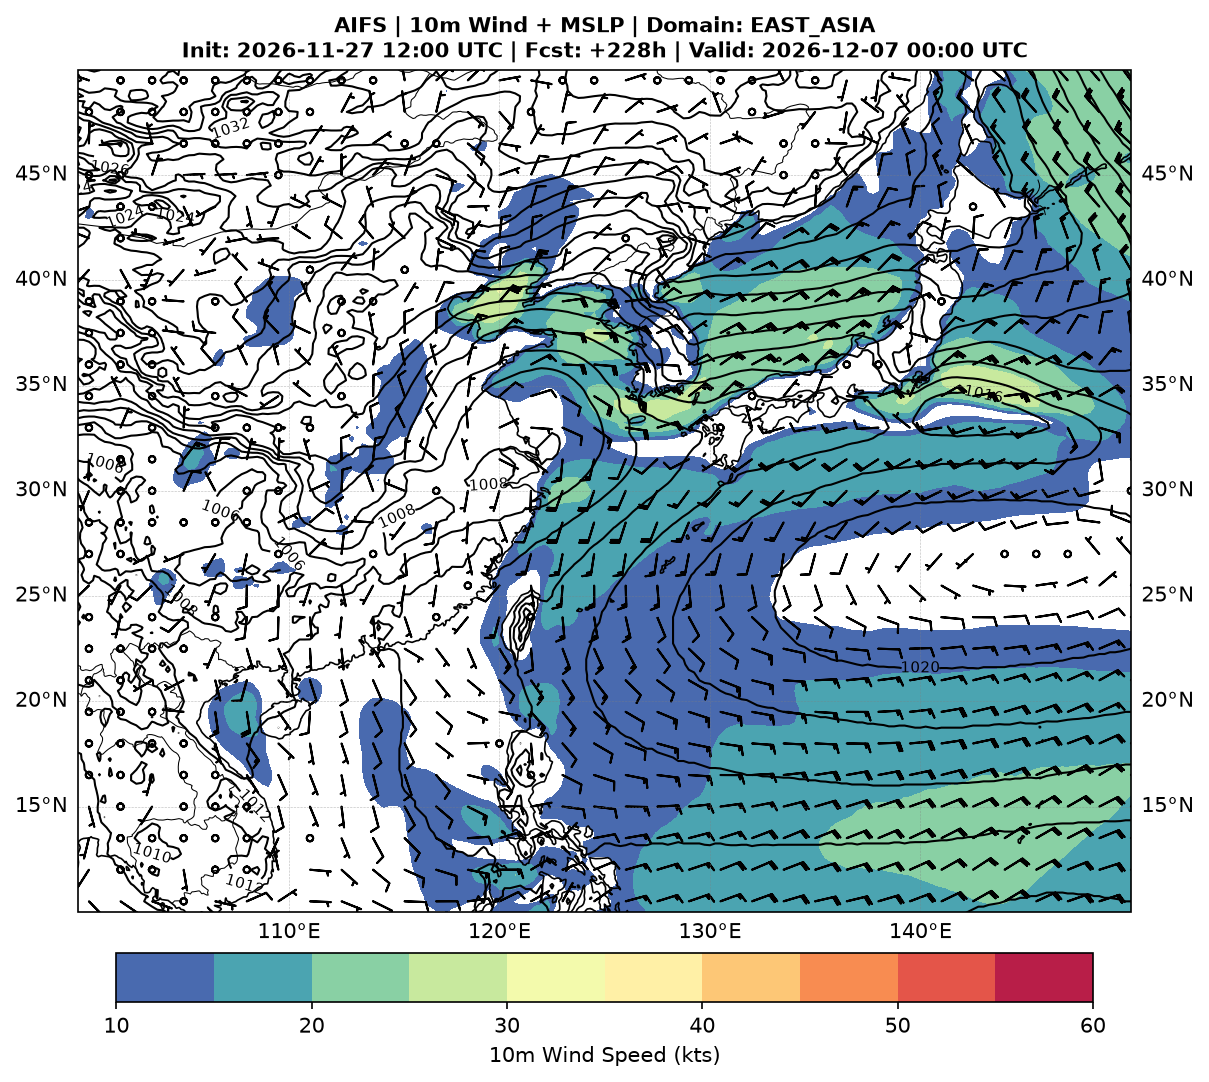 AIFS | 10m Wind + MSLP | Domain: EAST_ASIA
Init: 2026-11-27 12:00 UTC | Fcst: +228h | Valid: 2026-12-07 00:00 UTC
1032
1024
1024
45°N 45°N
40°N 40°N
35°N 1016 35°N
1008
1008
30°N 30°N
1006
1008
25°N 25°N
1020
20°N 20°N
15°N 15°N
1010
1012
110°E 120°E 130°E 140°E
10 20 30 40 50 60
10m Wind Speed (kts)